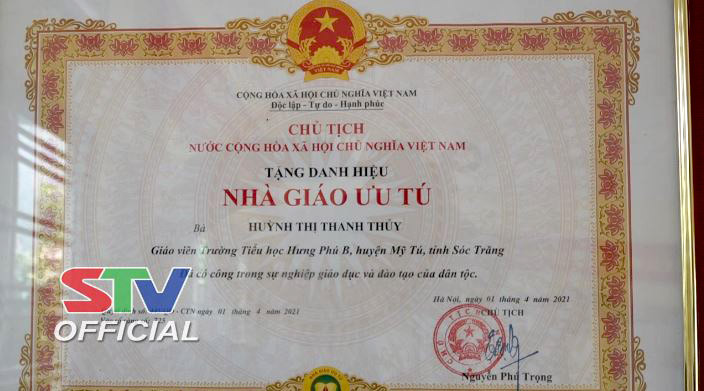 VIỆT NAM
CỘNG HÒA XÃ HỘI CHỦ NGHĨA VIỆT NAM
Độc lập - Tự do - Hạnh phúc
CHỦ TỊCH
NƯỚC CỘNG HÒA XÃ HỘI CHỦ NGHĨA VIỆT NAM
TẶNG DANH HIỆU
NHÀ GIÁO ƯU TÚ
Bà HUỲNH THỊ THANH THỦY
Giáo viên Trường Tiểu học Hưng Phú B, huyện Mỹ Tú, tỉnh Sóc Trăng
có công trong sự nghiệp giáo dục và đào tạo của dân tộc.
Hà Nội, ngày 01 tháng 4 năm 2021
CHỦ TỊCH
CTN ngày 01 tháng 4 năm 2021
Nguyễn Phú Trọng
STV
OFFICIAL